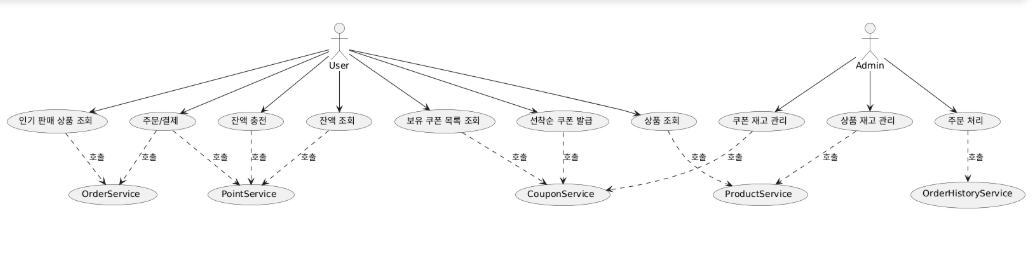 User
Admin
인기 판매 상품 조회
주문/결제
잔액 충전
잔액 조회
보유 쿠폰 목록 조회
선착순 쿠폰 발급
상품 조회
쿠폰 재고 관리
상품 재고 관리
주문 처리
호출
호출
호출
호출
호출
호출
호출
호출
호출
호출
호출
OrderService
PointService
CouponService
ProductService
OrderHistoryService